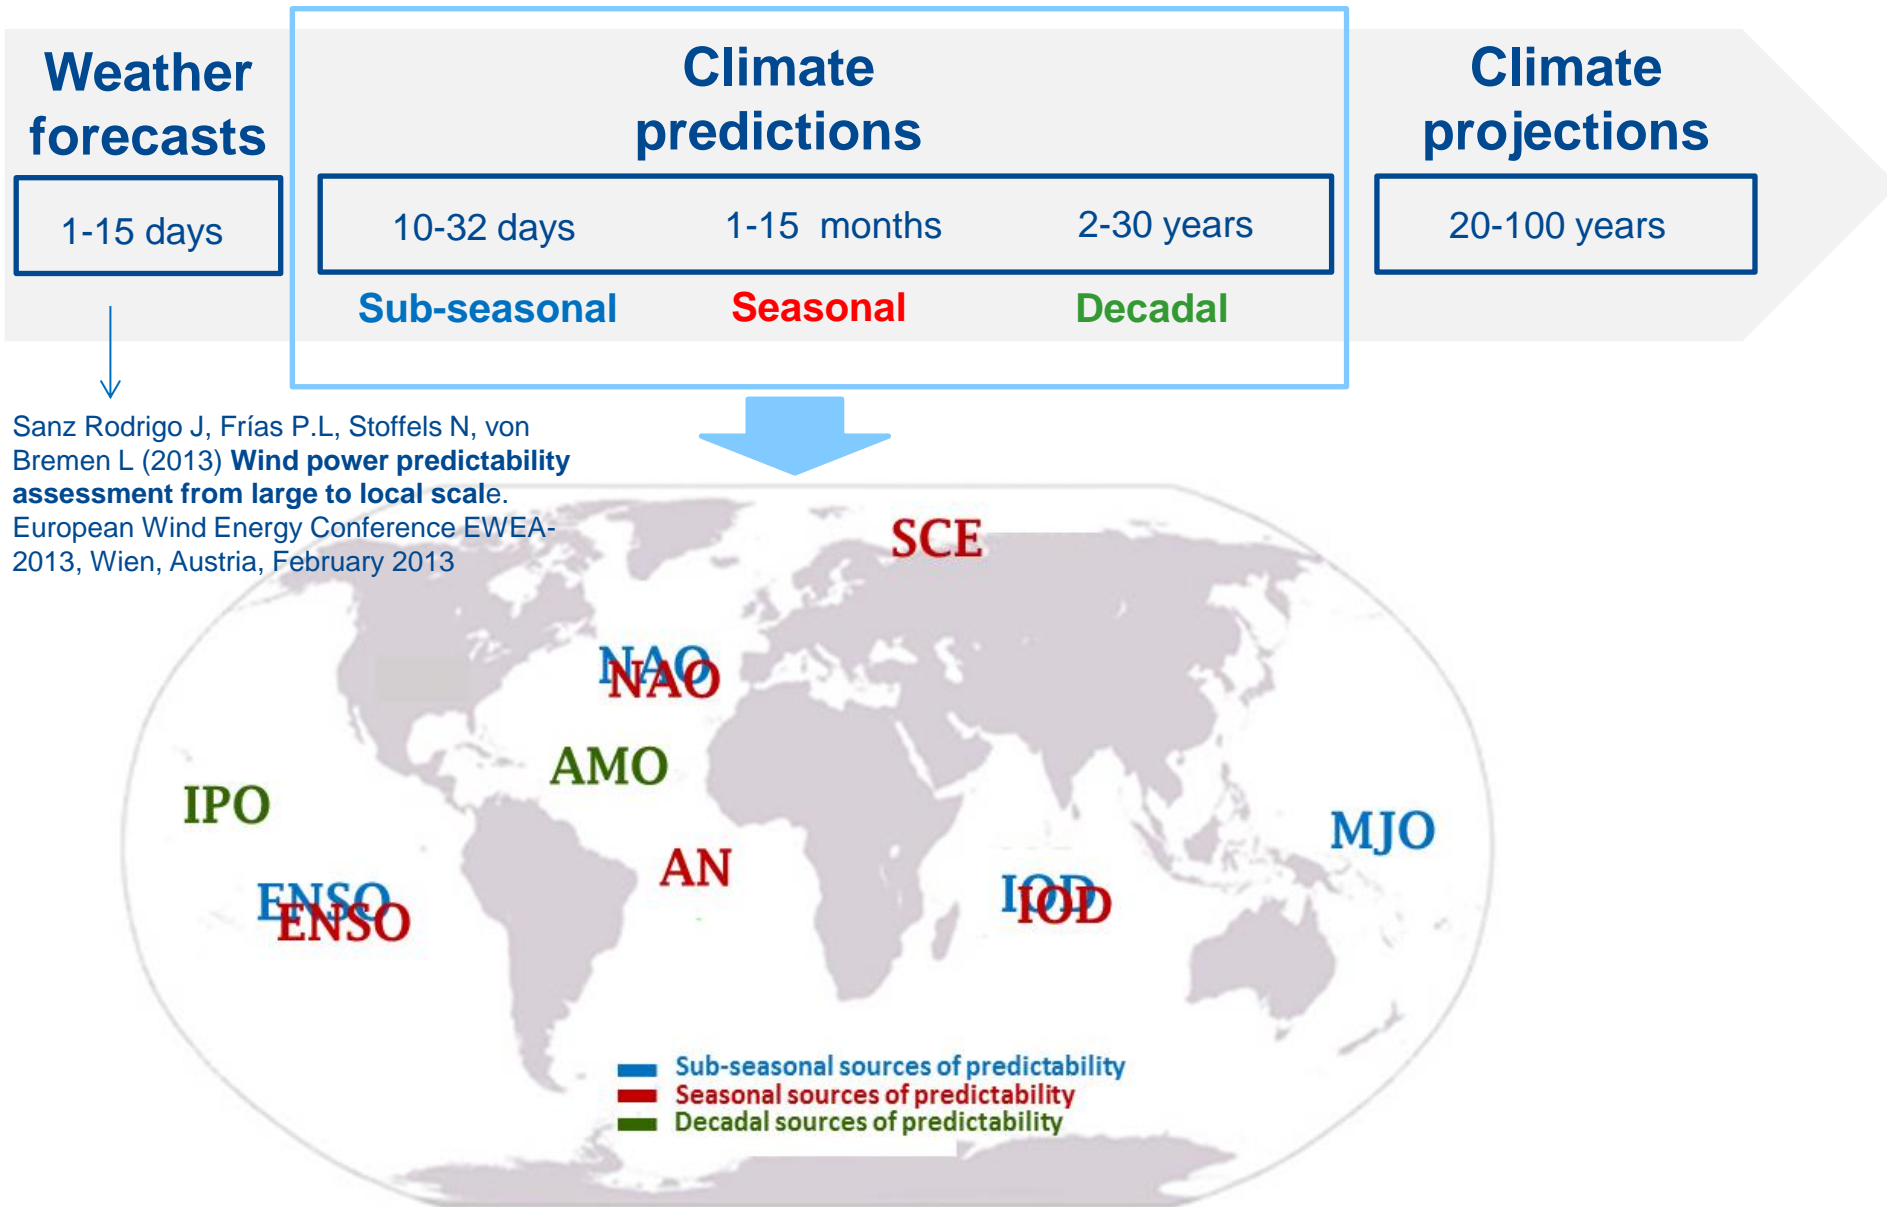 Weather
forecasts
Climate
predictions
Climate
projections
1-15 days
10-32 days
1-15 months
2-30 years
20-100 years
Sub-seasonal
Seasonal
Decadal
Sanz Rodrigo J, Frías P.L, Stoffels N, von
Bremen L (2013) Wind power predictability
assessment from large to local scale.
European Wind Energy Conference EWEA-
2013, Wien, Austria, February 2013
SCE
NAO
NAO
AMO
IPO
MJO
AN
ENSO
ENSO
IOD
IOD
Sub-seasonal sources of predictability
Seasonal sources of predictability
Decadal sources of predictability